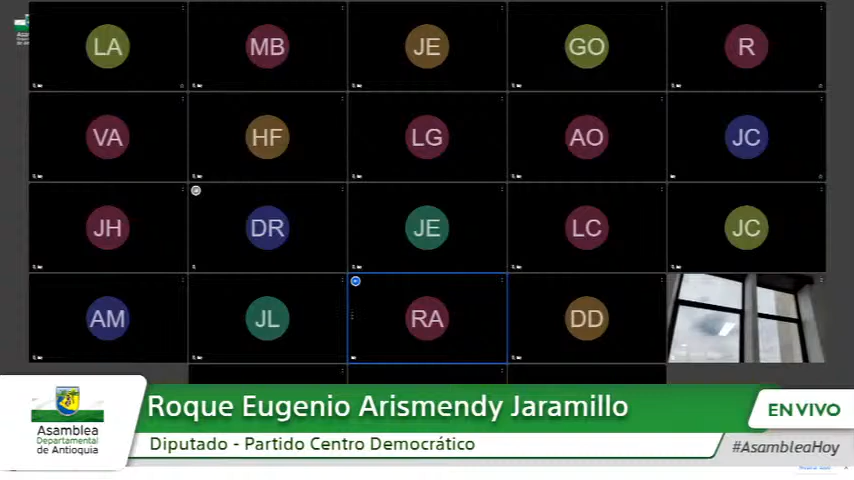 LA MB JE GO R
VA HF LG AO JC
JH DR JE LC JC
AM JL RA DD
Roque Eugenio Arismendy Jaramillo
EN VIVO
Asamblea
Departamental
de Antioquia
Diputado - Partido Centro Democrático
#AsambleaHoy